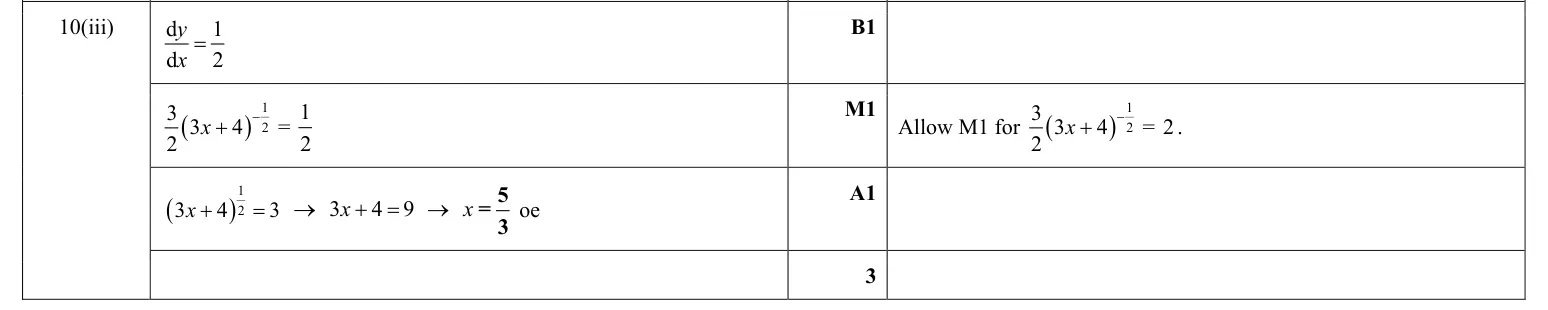 10(iii) dy/dx = 1/2 B1
3/2 (3x + 4)^(−1/2) = 1/2 M1 Allow M1 for 3/2 (3x + 4)^(−1/2) = 2 .
(3x + 4)^(1/2) = 3 → 3x + 4 = 9 → x = 5/3 oe A1
3